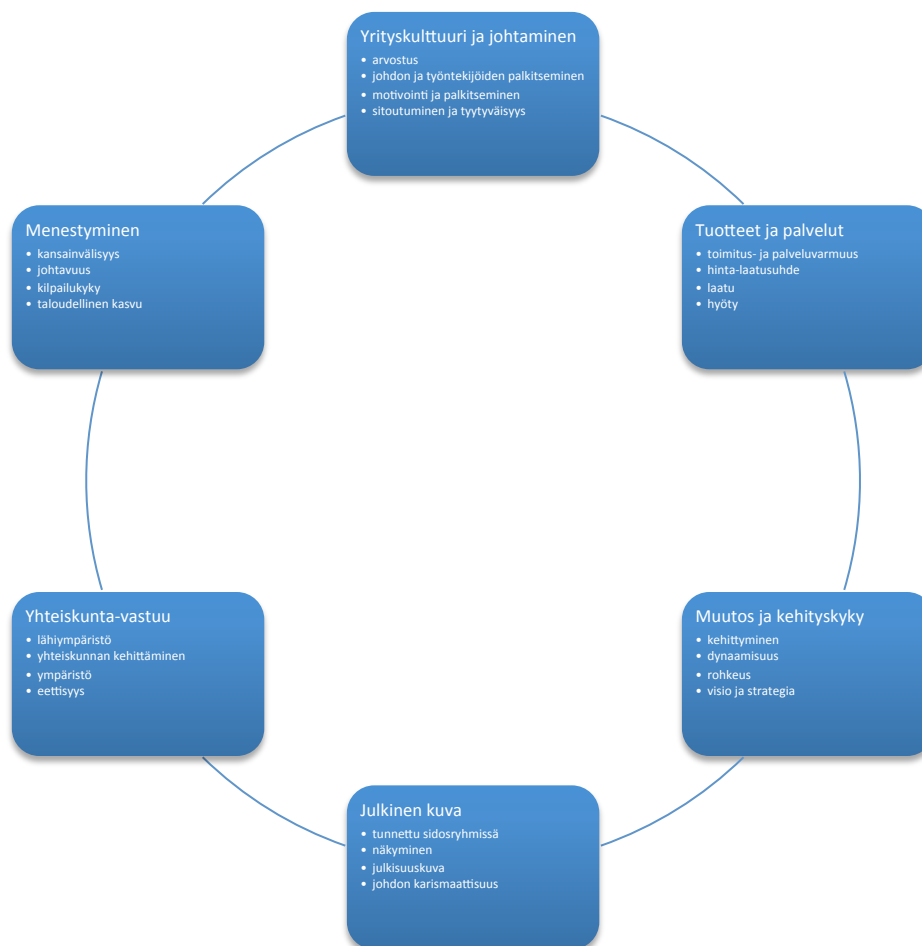 Yrityskulttuuri ja johtaminen
• arvostus
• johdon ja työntekijöiden palkitseminen
• motivointi ja palkitseminen
• sitoutuminen ja tyytyväisyys
Tuotteet ja palvelut
• toimitus- ja palveluvarmuus
• hinta-laatusuhde
• laatu
• hyöty
Muutos ja kehityskyky
• kehittyminen
• dynaamisuus
• rohkeus
• visio ja strategia
Julkinen kuva
• tunnettu sidosryhmissä
• näkyminen
• julkisuuskuva
• johdon karismaattisuus
Yhteiskunta-vastuu
• lähiympäristö
• yhteiskunnan kehittäminen
• ympäristö
• eettisyys
Menestyminen
• kansainvälisyys
• johtavuus
• kilpailukyky
• taloudellinen kasvu